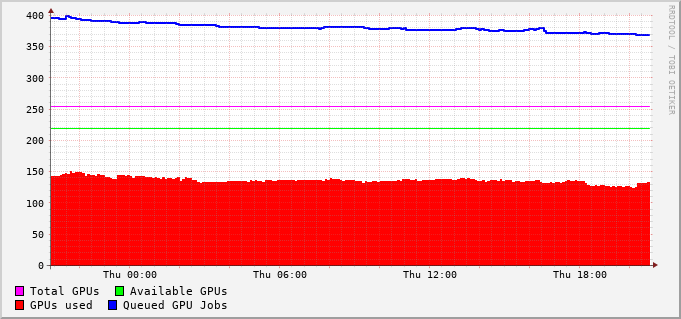 400
350
300
250
200
150
100
50
0
Thu 00:00 Thu 06:00 Thu 12:00 Thu 18:00
Total GPUs Available GPUs
GPUs used Queued GPU Jobs
RRDTOOL / TOBI OETIKER